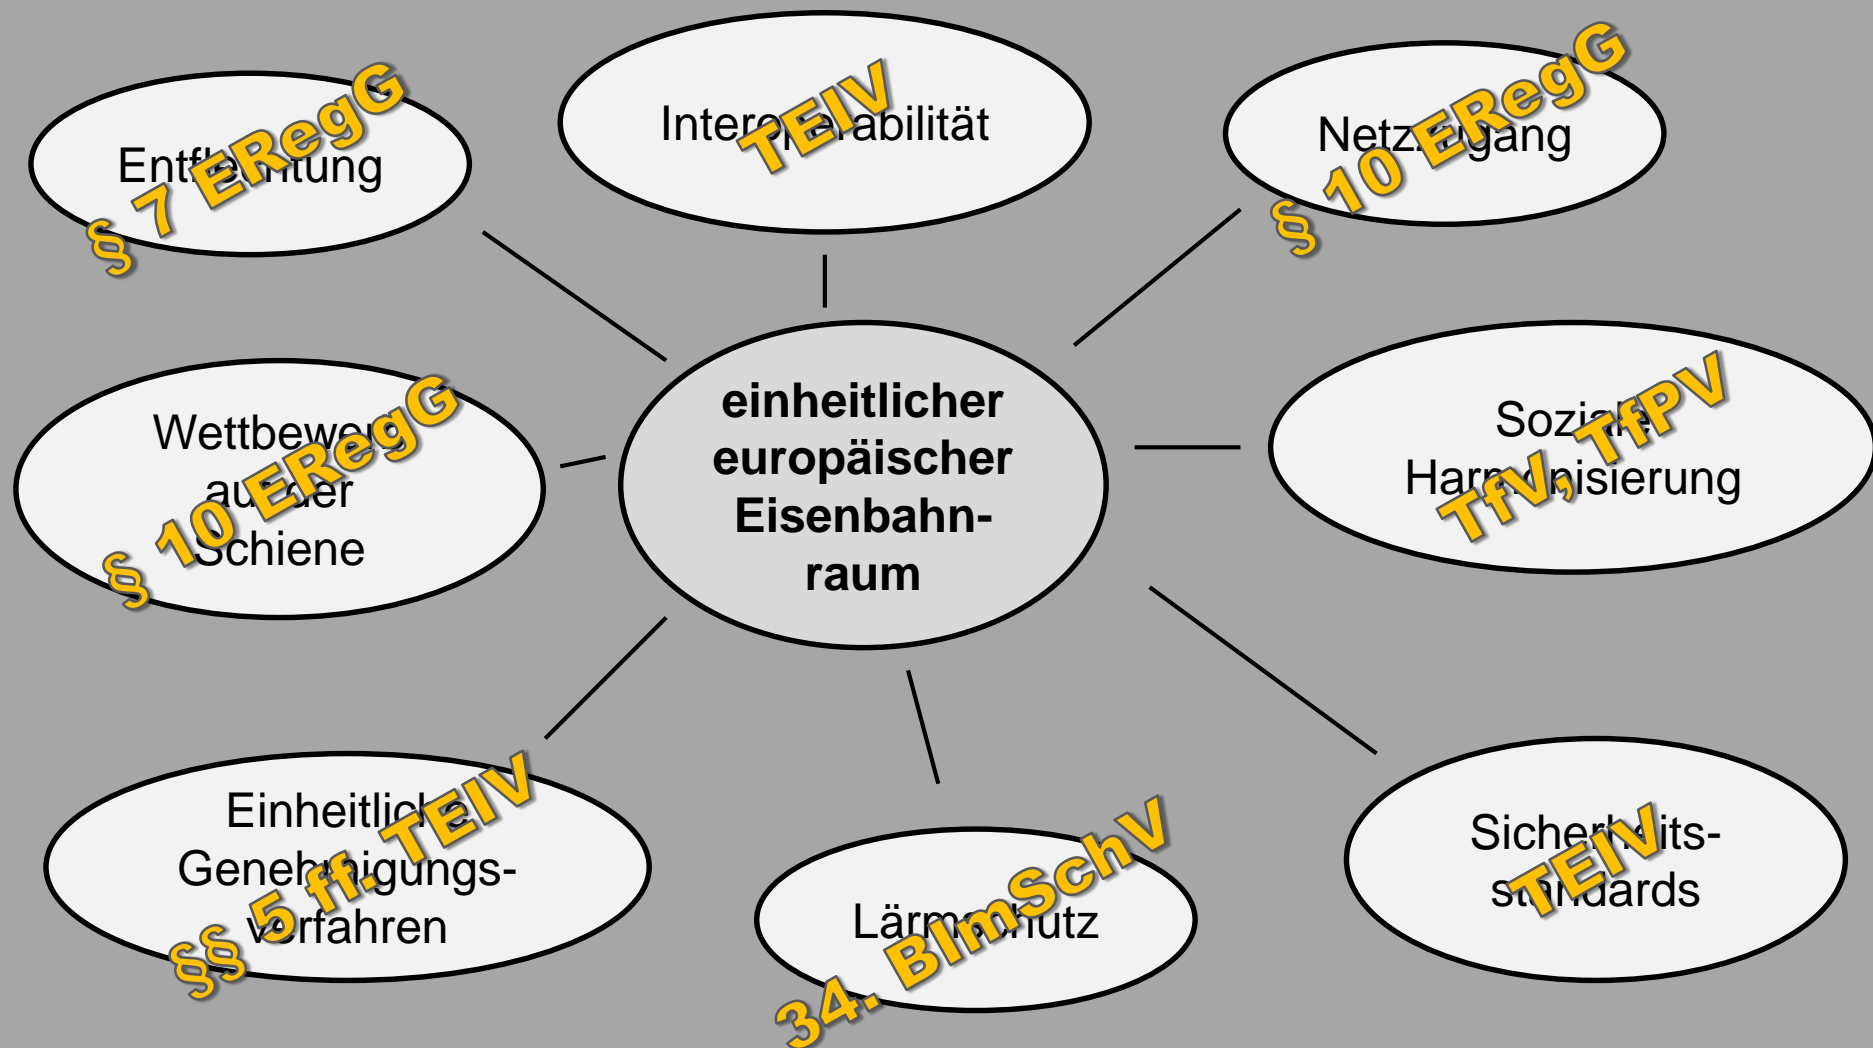 Entflechtung
§ 7 ERegG
Interoperabilität
TEIV
Netzzugang
§ 10 ERegG
Wettbewerb
auf der
Schiene
§ 10 ERegG
einheitlicher
europäischer
Eisenbahn-
raum
Soziale
Harmonisierung
TfV, TfPV
Einheitliche
Genehmigungs-
verfahren
§§ 5 ff. TEIV
Lärmschutz
34. BImSchV
Sicherheits-
standards
TEIV